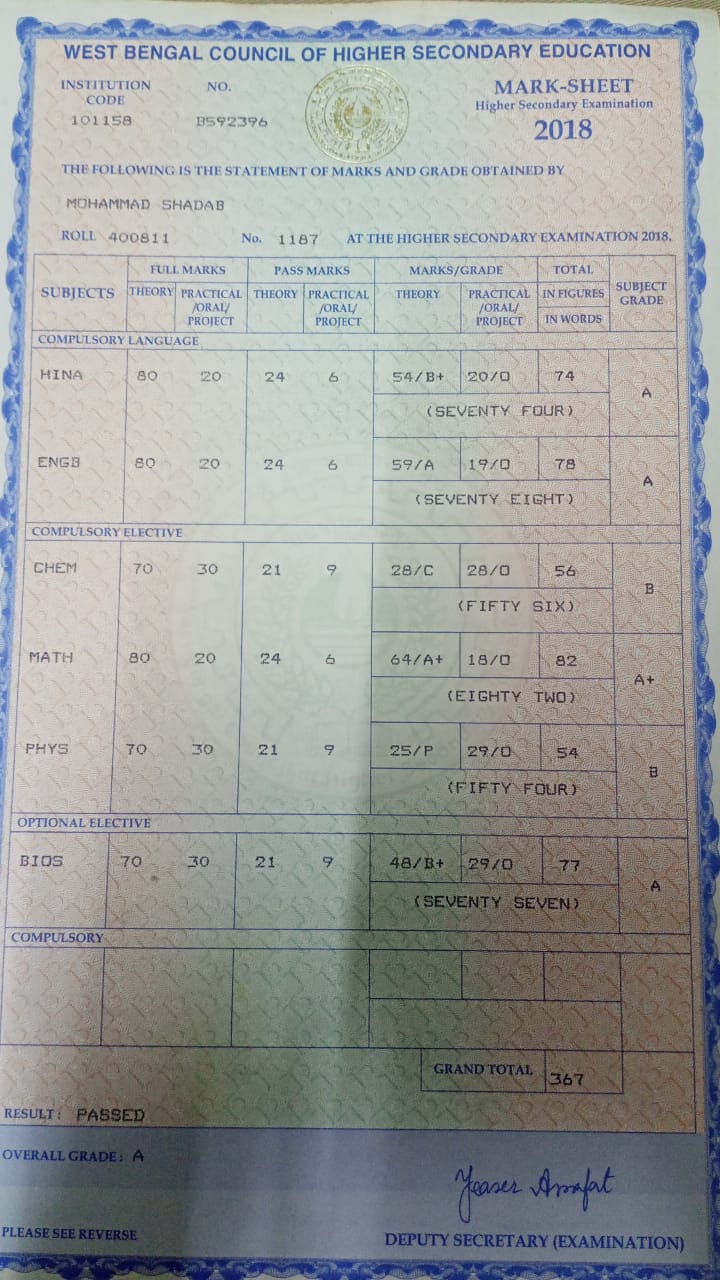 WEST BENGAL COUNCIL OF HIGHER SECONDARY EDUCATION
INSTITUTION CODE NO. MARK-SHEET
101158 B592396 Higher Secondary Examination
2018
THE FOLLOWING IS THE STATEMENT OF MARKS AND GRADE OBTAINED BY
MOHAMMAD SHADAB
ROLL 400811 No. 1187 AT THE HIGHER SECONDARY EXAMINATION 2018.
SUBJECTS FULL MARKS PASS MARKS MARKS/GRADE TOTAL SUBJECT GRADE
THEORY PRACTICAL /ORAL/ PROJECT THEORY PRACTICAL /ORAL/ PROJECT THEORY PRACTICAL /ORAL/ PROJECT IN FIGURES
IN WORDS
COMPULSORY LANGUAGE
HINA 80 20 24 6 54/B+ 20/O 74 A
(SEVENTY FOUR)
ENGB 80 20 24 6 59/A 19/O 78 A
(SEVENTY EIGHT)
COMPULSORY ELECTIVE
CHEM 70 30 21 9 28/C 28/O 56 B
(FIFTY SIX)
MATH 80 20 24 6 64/A+ 18/O 82 A+
(EIGHTY TWO)
PHYS 70 30 21 9 25/P 29/O 54 B
(FIFTY FOUR)
OPTIONAL ELECTIVE
BIOS 70 30 21 9 48/B+ 29/O 77 A
(SEVENTY SEVEN)
COMPULSORY
GRAND TOTAL 367
RESULT : PASSED
OVERALL GRADE : A
Yeaser Arrafat
PLEASE SEE REVERSE DEPUTY SECRETARY (EXAMINATION)